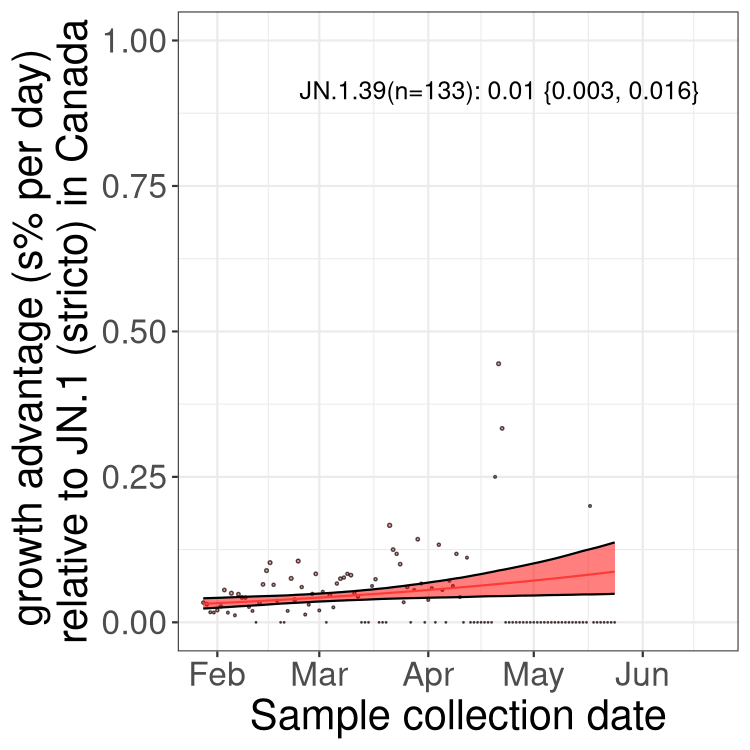 growth advantage (s% per day)
relative to JN.1 (stricto) in Canada
1.00
0.75
0.50
0.25
0.00
JN.1.39(n=133): 0.01 {0.003, 0.016}
Feb
Mar
Apr
May
Jun
Sample collection date